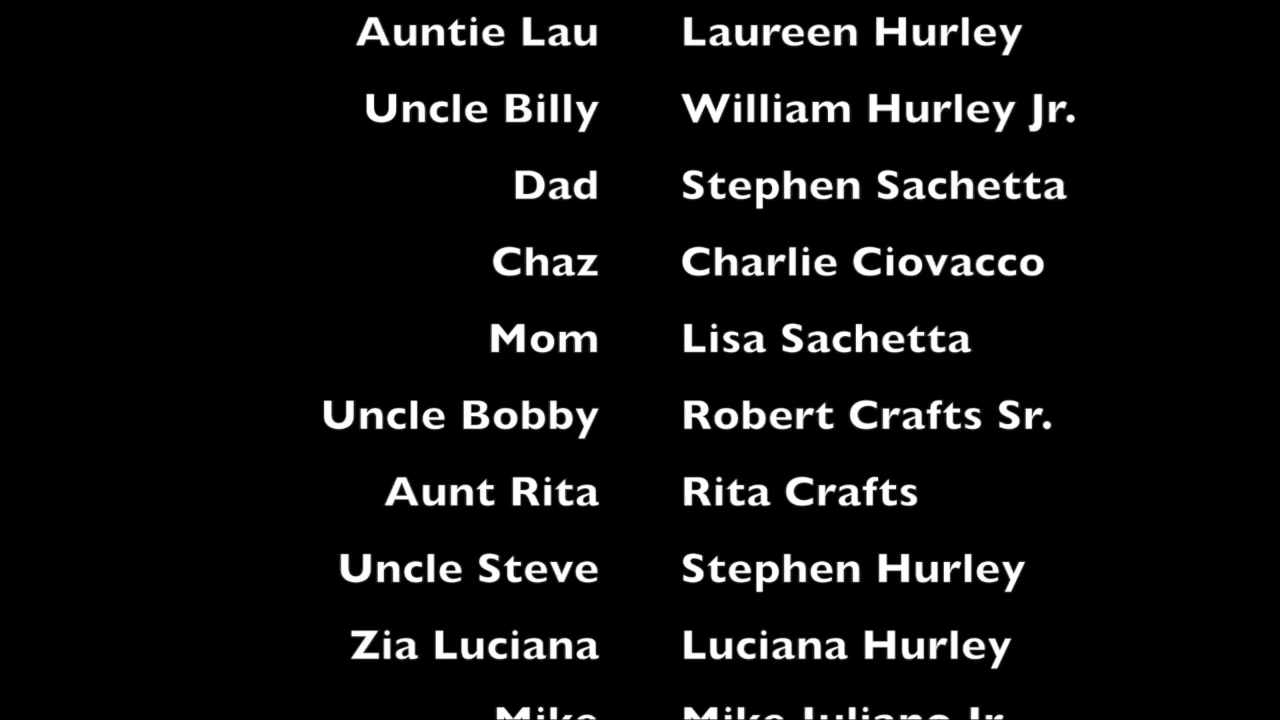 Auntie Lau Laureen Hurley
Uncle Billy William Hurley Jr.
Dad Stephen Sachetta
Chaz Charlie Ciovacco
Mom Lisa Sachetta
Uncle Bobby Robert Crafts Sr.
Aunt Rita Rita Crafts
Uncle Steve Stephen Hurley
Zia Luciana Luciana Hurley
Mike Mike Juliano Jr.